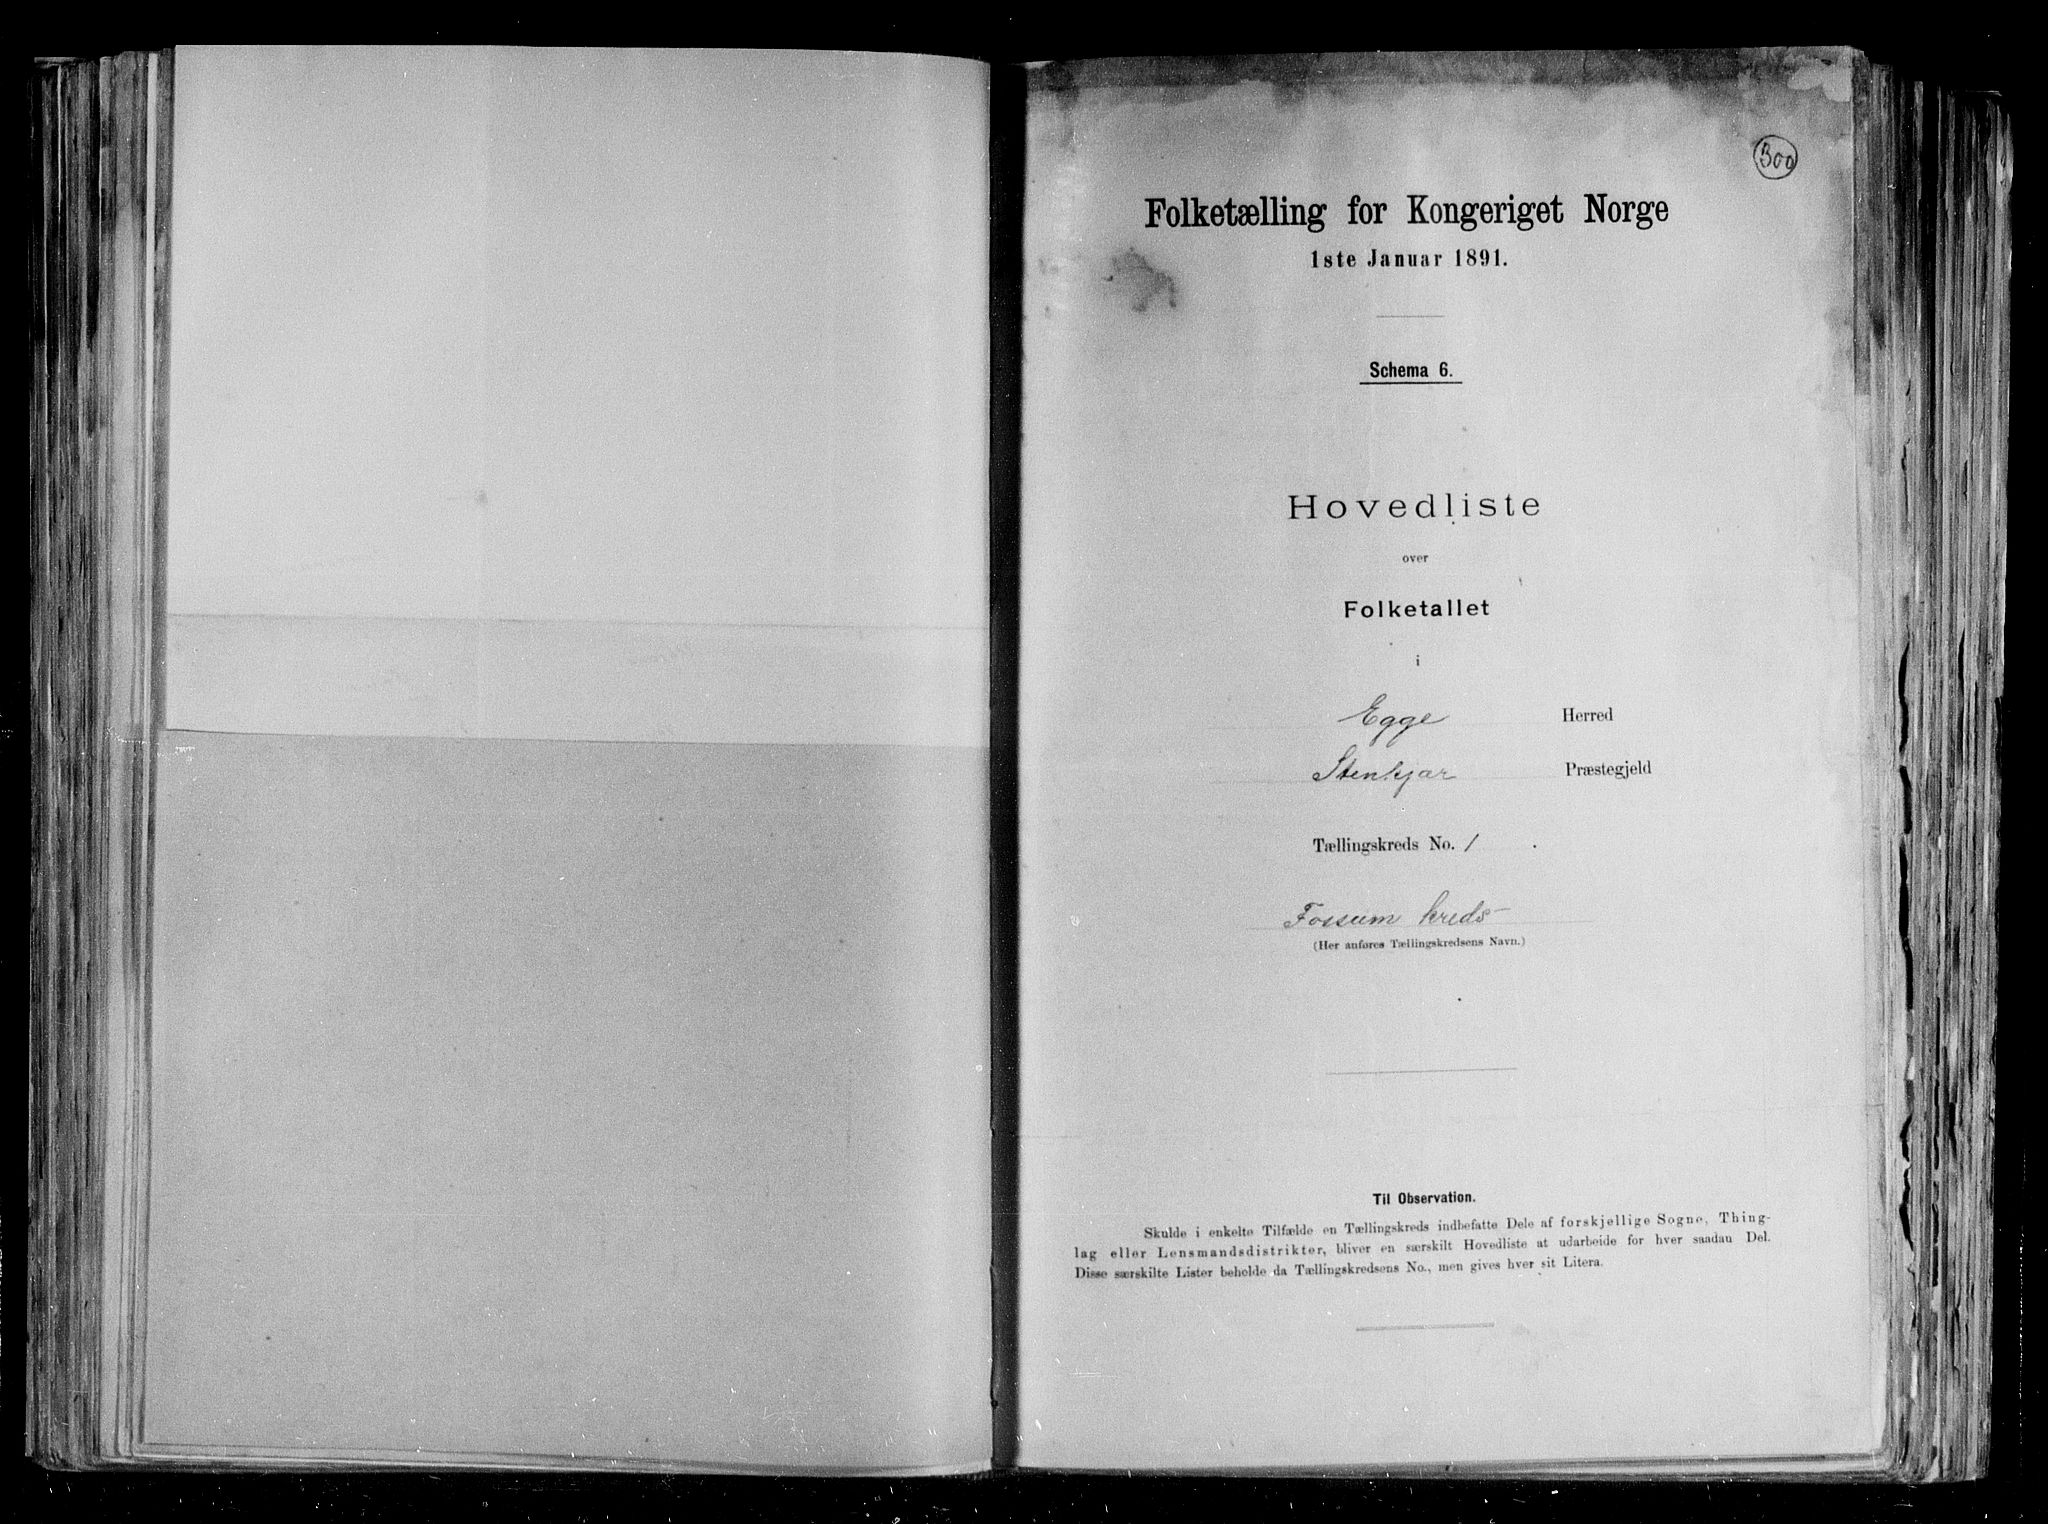 300
Folketælling for Kongeriget Norge
1ste Januar 1891.
Schema 6.
Hovedliste
over
Folketallet
i
Egge Herred
Stenkjær Præstegjeld
Tællingskreds No. 1.
Fossum kreds
(Her anføres Tællingskredsens Navn.)
Til Observation.
Skulde i enkelte Tilfælde en Tællingskreds indbefatte Dele af forskjellige Sogne, Thing-
lag eller Lensmandsdistrikter, bliver en særskilt Hovedliste at udarbeide for hver saadan Del.
Disse særskilte Lister beholde da Tællingskredsens No., men gives hver sit Litera.